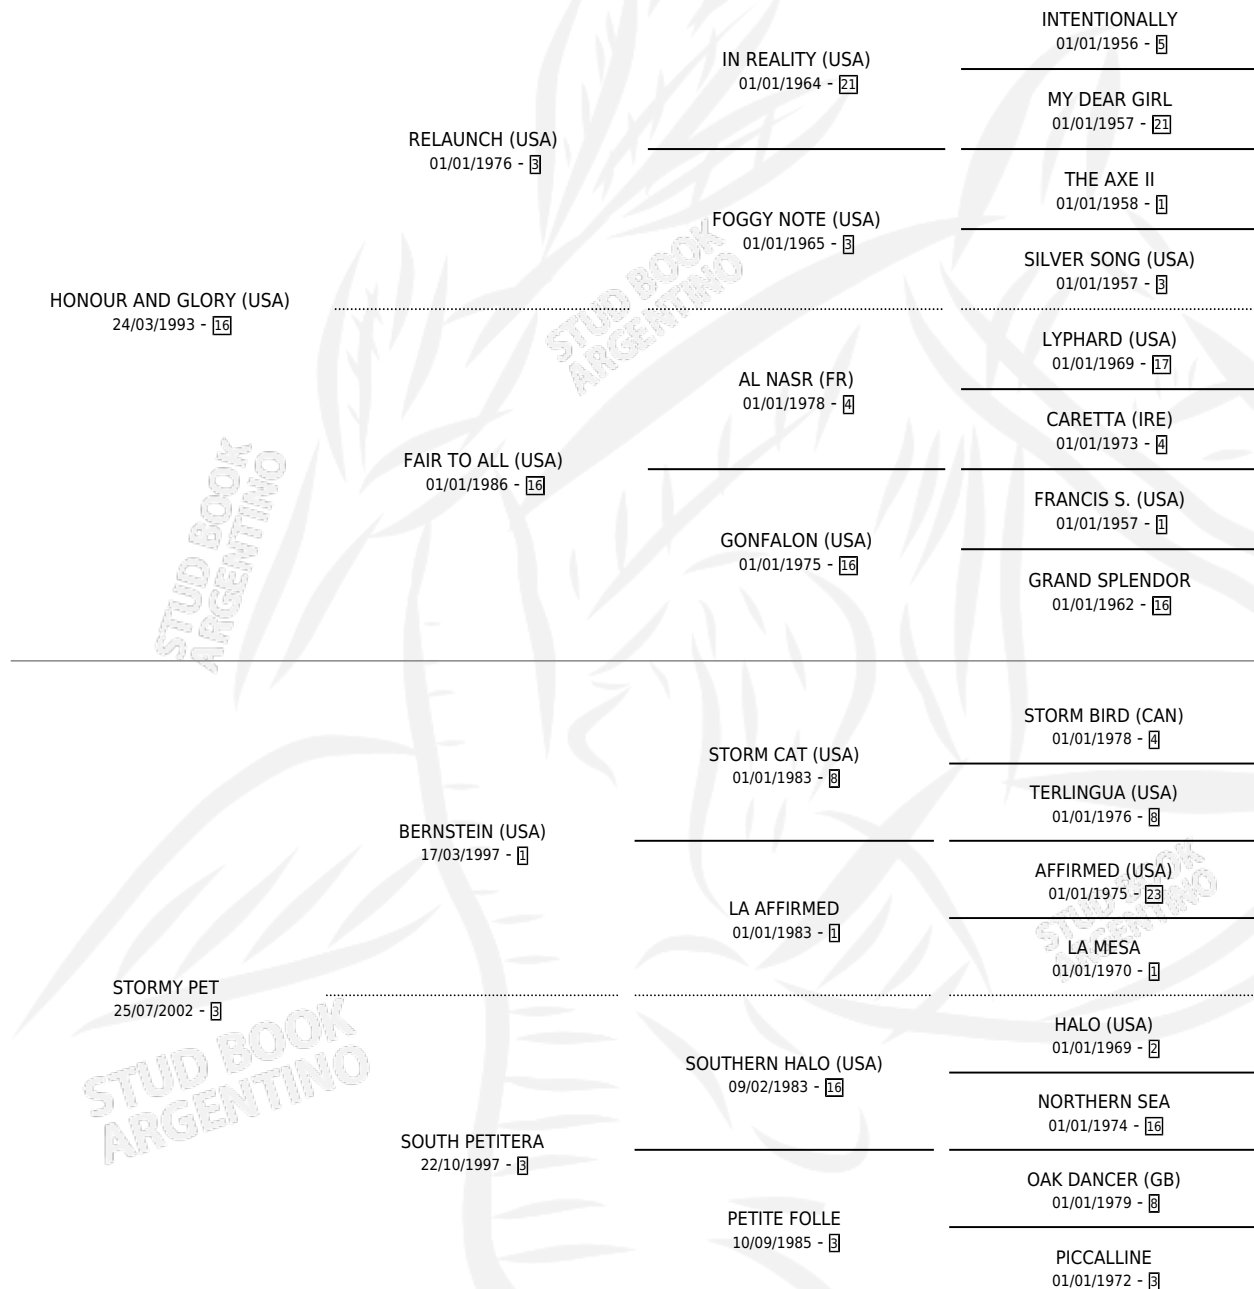 INTENTIONALLY
01/01/1956 - 5
IN REALITY (USA)
01/01/1964 - 21
MY DEAR GIRL
01/01/1957 - 21
RELAUNCH (USA)
01/01/1976 - 3
THE AXE II
01/01/1958 - 1
FOGGY NOTE (USA)
01/01/1965 - 3
SILVER SONG (USA)
01/01/1957 - 3
HONOUR AND GLORY (USA)
24/03/1993 - 16
LYPHARD (USA)
01/01/1969 - 17
AL NASR (FR)
01/01/1978 - 4
CARETTA (IRE)
01/01/1973 - 4
FAIR TO ALL (USA)
01/01/1986 - 16
FRANCIS S. (USA)
01/01/1957 - 1
GONFALON (USA)
01/01/1975 - 16
GRAND SPLENDOR
01/01/1962 - 16
STORM BIRD (CAN)
01/01/1978 - 4
STORM CAT (USA)
01/01/1983 - 8
TERLINGUA (USA)
01/01/1976 - 8
BERNSTEIN (USA)
17/03/1997 - 1
AFFIRMED (USA)
01/01/1975 - 23
LA AFFIRMED
01/01/1983 - 1
LA MESA
01/01/1970 - 1
STORMY PET
25/07/2002 - 3
HALO (USA)
01/01/1969 - 2
SOUTHERN HALO (USA)
09/02/1983 - 16
NORTHERN SEA
01/01/1974 - 16
SOUTH PETITERA
22/10/1997 - 3
OAK DANCER (GB)
01/01/1979 - 8
PETITE FOLLE
10/09/1985 - 3
PICCALLINE
01/01/1972 - 3
STUD BOOK
ARGENTINO
STUD BOOK
ARGENTINO
STUD BOOK
ARGENTINO
STUD BOOK
ARGENTINO